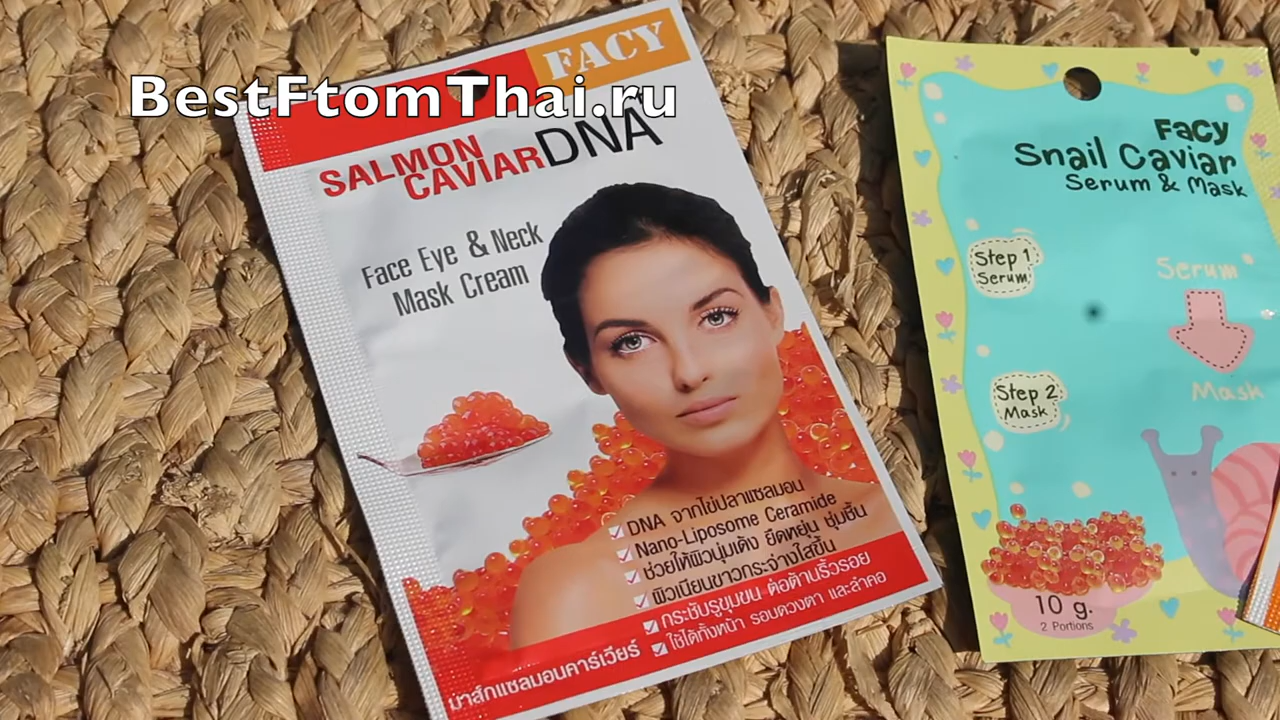 BestFtomThai.ru
FACY
SALMON
CAVIAR DNA
Face Eye & Neck
Mask Cream
DNA จากไข่ปลาแซลมอน
Nano-Liposome Ceramide
ช่วยให้ผิวนุ่มเด้ง ยืดหยุ่น ชุ่มชื้น
ผิวเนียนขาวกระจ่างใสขึ้น
กระชับรูขุมขน ต่อต้านริ้วรอย
ใช้ได้ทั้งหน้า รอบดวงตา และลำคอ
มาส์กแซลมอนคาร์เวียร์
FACY
Snail Caviar
Serum & Mask
Step 1
Serum
Serum
Step 2
Mask
Mask
10 g.
2 Portions